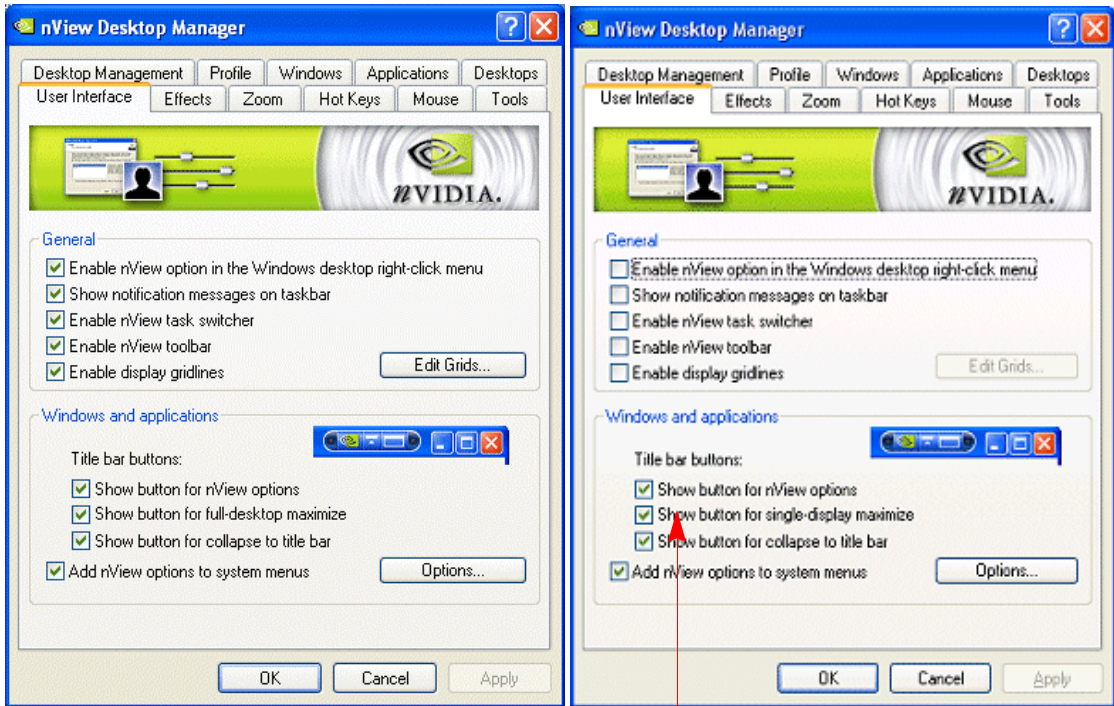 nView Desktop Manager
Desktop Management Profile Windows Applications Desktops
User Interface Effects Zoom Hot Keys Mouse Tools
nVIDIA.
General
Enable nView option in the Windows desktop right-click menu
Show notification messages on taskbar
Enable nView task switcher
Enable nView toolbar
Enable display gridlines
Edit Grids...
Windows and applications
Title bar buttons:
Show button for nView options
Show button for full-desktop maximize
Show button for collapse to title bar
Add nView options to system menus
Options...
OK Cancel Apply
nView Desktop Manager
Desktop Management Profile Windows Applications Desktops
User Interface Effects Zoom Hot Keys Mouse Tools
nVIDIA.
General
Enable nView option in the Windows desktop right-click menu
Show notification messages on taskbar
Enable nView task switcher
Enable nView toolbar
Enable display gridlines
Edit Grids...
Windows and applications
Title bar buttons:
Show button for nView options
Show button for single-display maximize
Show button for collapse to title bar
Add nView options to system menus
Options...
OK Cancel Apply